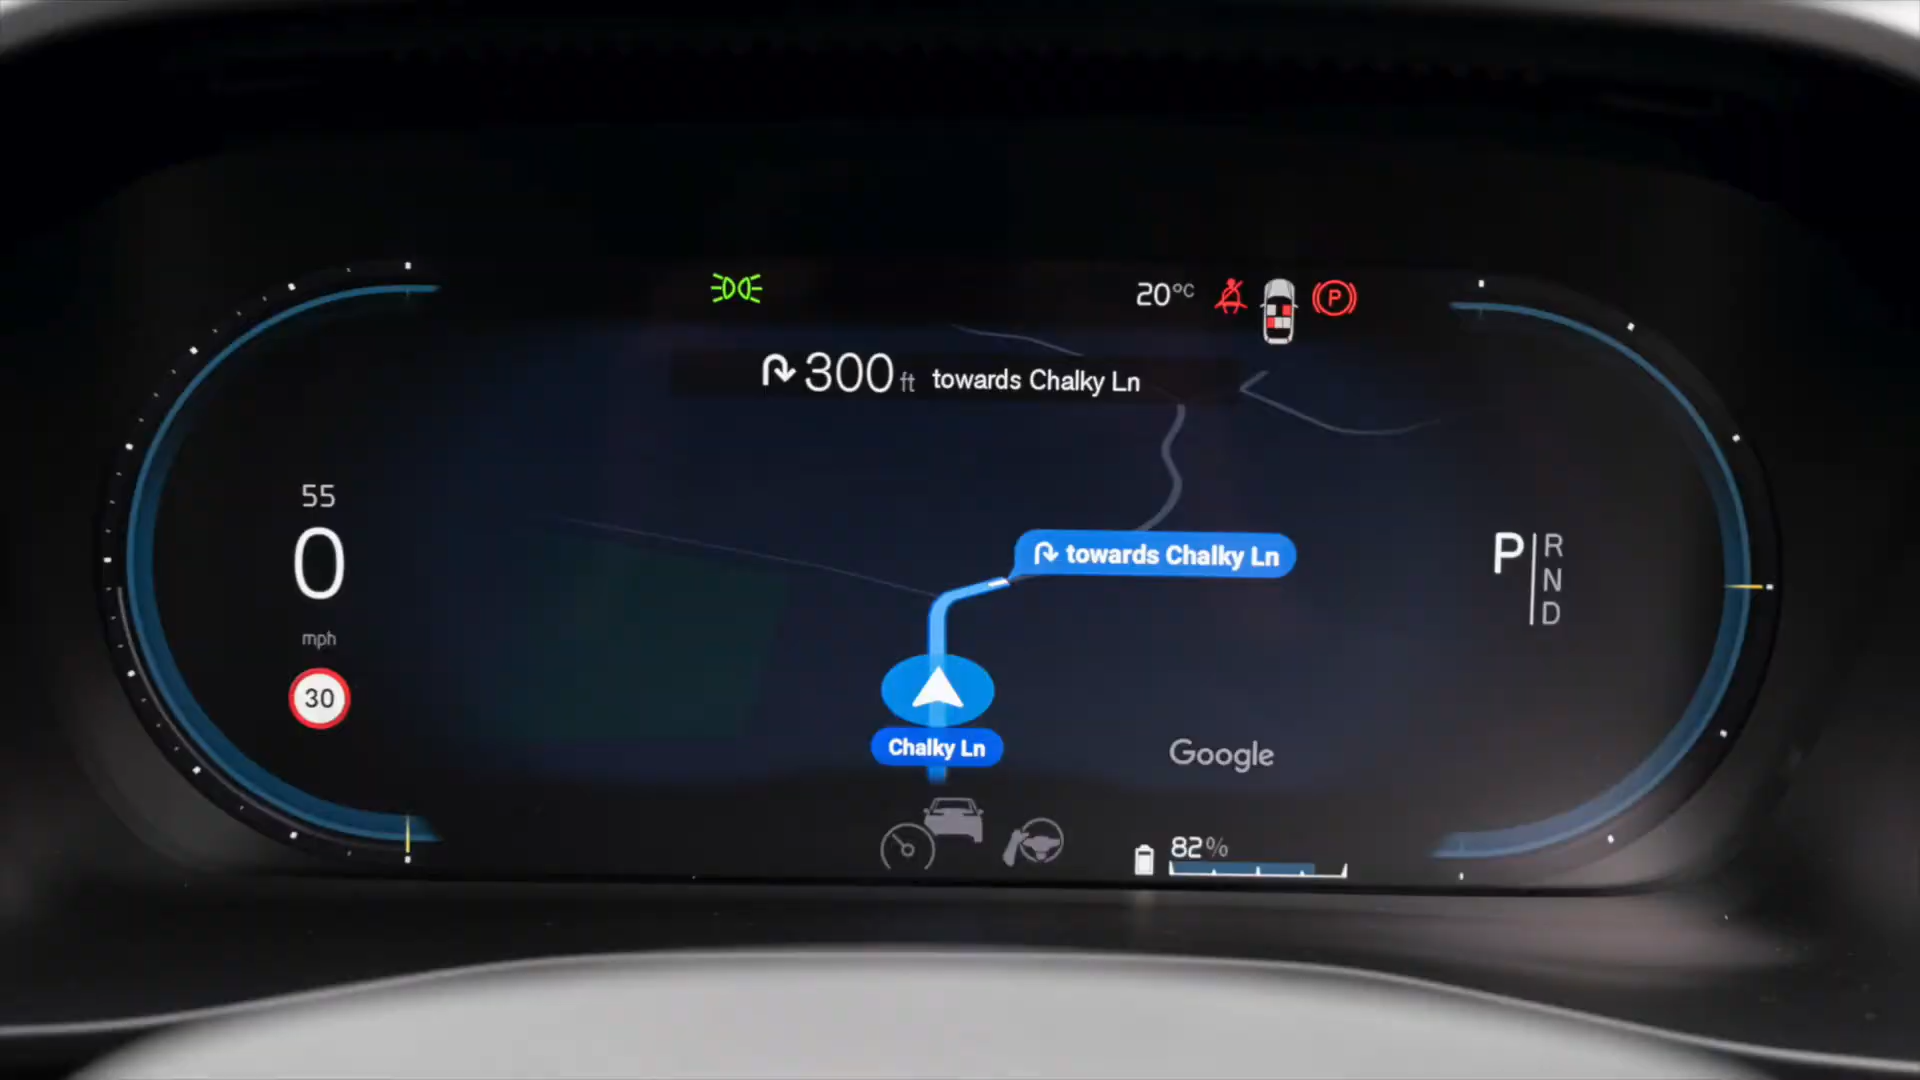 20°C
P
300 ft towards Chalky Ln
55
0
mph
30
towards Chalky Ln
P
R
N
D
Chalky Ln
Google
82%